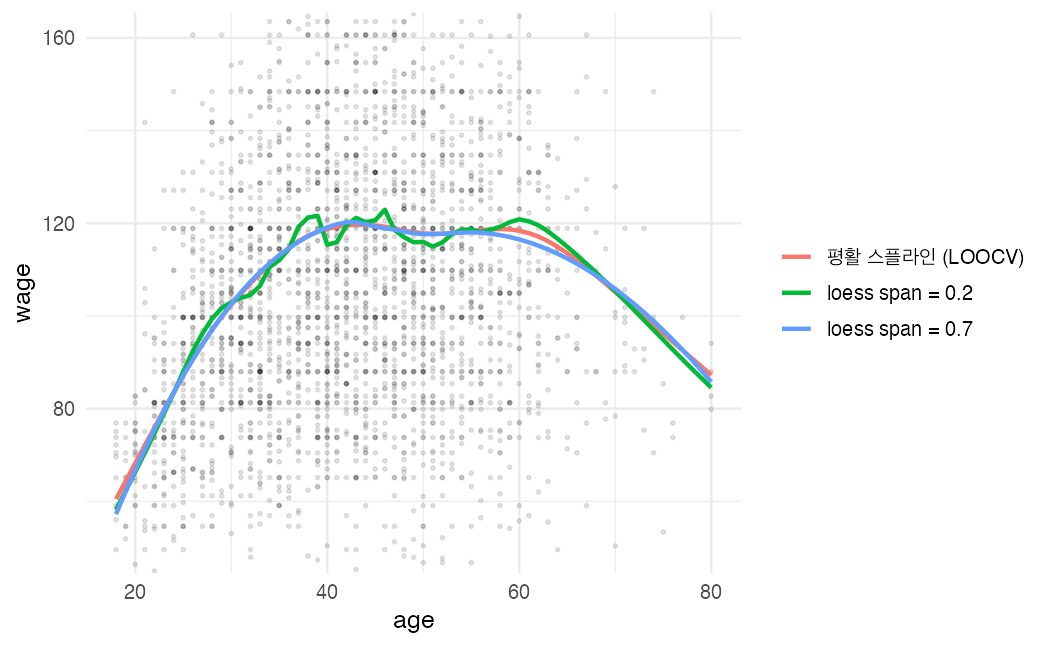 160
120
80
wage
20
40
60
80
age
평활 스플라인 (LOOCV)
loess span = 0.2
loess span = 0.7